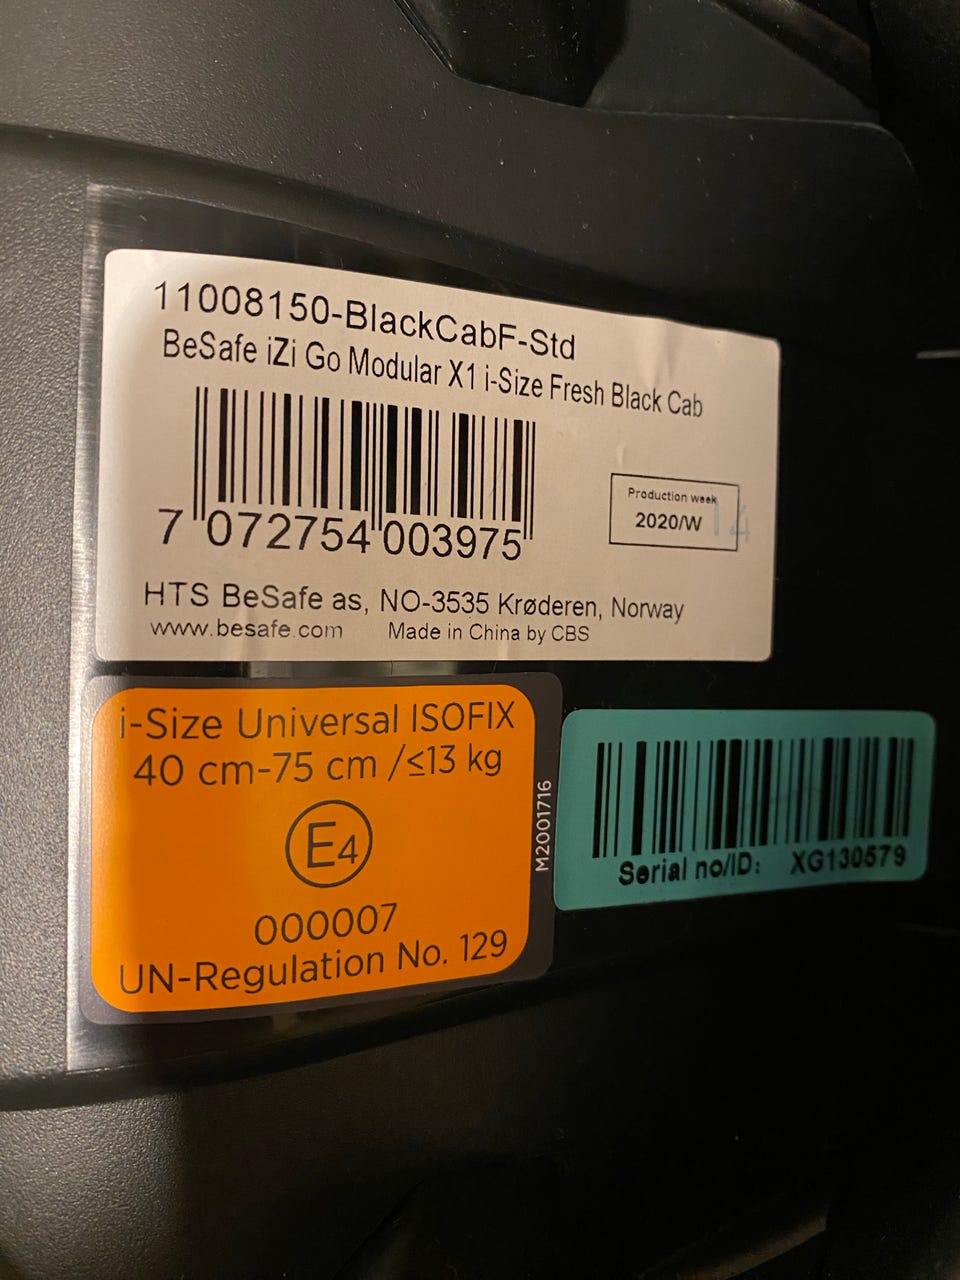 11008150-BlackCabF-Std
BeSafe iZi Go Modular X1 i-Size Fresh Black Cab
7 072754 003975
Production week
2020/W 14
HTS BeSafe as, NO-3535 Krøderen, Norway
www.besafe.com Made in China by CBS
i-Size Universal ISOFIX
40 cm-75 cm /≤13 kg
E4
000007
UN-Regulation No. 129
M2001716
Serial no/ID: XG130579